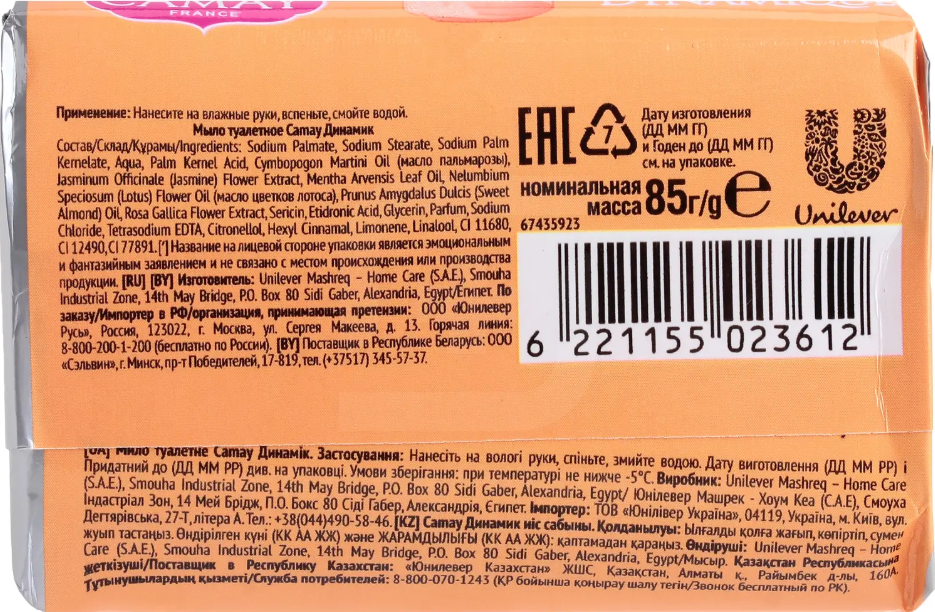 CAMAY
FRANCE
DYNAMIQUE
Применение: Нанесите на влажные руки, вспеньте, смойте водой.
Мыло туалетное Camay Динамик
Состав/Склад/Құрамы/Ingredients: Sodium Palmate, Sodium Stearate, Sodium Palm
Kernelate, Aqua, Palm Kernel Acid, Cymbopogon Martini Oil (масло пальмарозы),
Jasminum Officinale (Jasmine) Flower Extract, Mentha Arvensis Leaf Oil, Nelumbium
Speciosum (Lotus) Flower Oil (масло цветков лотоса), Prunus Amygdalus Dulcis (Sweet
Almond) Oil, Rosa Gallica Flower Extract, Sericin, Etidronic Acid, Glycerin, Parfum, Sodium
Chloride, Tetrasodium EDTA, Citronellol, Hexyl Cinnamal, Limonene, Linalool, CI 11680,
CI 12490, CI 77891. [*] Название на лицевой стороне упаковки является эмоциональным
и фантазийным заявлением и не связано с местом происхождения или производства
продукции. [RU] [BY] Изготовитель: Unilever Mashreq – Home Care (S.A.E.), Smouha
Industrial Zone, 14th May Bridge, P.O. Box 80 Sidi Gaber, Alexandria, Egypt/Египет. По
заказу/Импортер в РФ/организация, принимающая претензии: ООО «Юнилевер
Русь», Россия, 123022, г. Москва, ул. Сергея Макеева, д. 13. Горячая линия:
8-800-200-1-200 (бесплатно по России). [BY] Поставщик в Республике Беларусь: ООО
«Сэльвин», г. Минск, пр-т Победителей, 17-819, тел. (+37517) 345-57-37.
EAC
7
Дату изготовления
(ДД ММ ГГ)
и Годен до (ДД ММ ГГ)
см. на упаковке.
номинальная
масса 85г/g e
Unilever
67435923
6 221155 023612
[UA] Мило туалетне Camay Динамік. Застосування: Нанесіть на вологі руки, спіньте, змийте водою. Дату виготовлення (ДД ММ РР) і
Придатний до (ДД ММ РР) див. на упаковці. Умови зберігання: при температурі не нижче -5°С. Виробник: Unilever Mashreq – Home Care
(S.A.E.), Smouha Industrial Zone, 14th May Bridge, P.O. Box 80 Sidi Gaber, Alexandria, Egypt/ Юнілевер Машрек - Хоум Кеа (С.А.Е), Смоуха
Індастріал Зон, 14 Мей Брідж, П.О. Бокс 80 Сіді Габер, Александрія, Єгипет. Імпортер: ТОВ «Юнілівер Україна», 04119, Україна, м. Київ, вул.
Дегтярівська, 27-Т, літера А. Тел.: +38(044)490-58-46. [KZ] Camay Динамик иіс сабыны. Қолданылуы: Ылғалды қолға жағып, көпіртіп, сумен
жуып тастаңыз. Өндірілген күні (КК АА ЖЖ) және ЖАРАМДЫЛЫҒЫ (КК АА ЖЖ): қаптамадан қараңыз. Өндіруші: Unilever Mashreq – Home
Care (S.A.E.), Smouha Industrial Zone, 14th May Bridge, P.O. Box 80 Sidi Gaber, Alexandria, Egypt/Мысыр. Қазақстан Республикасына
жеткізуші/Поставщик в Республику Казахстан: «Юнилевер Казахстан» ЖШС, Қазақстан, Алматы қ., Райымбек д-лы, 160А.
Тұтынушылардың қызметі/Служба потребителей: 8-800-070-1243 (ҚР бойынша қоңырау шалу тегін/Звонок бесплатный по РК).